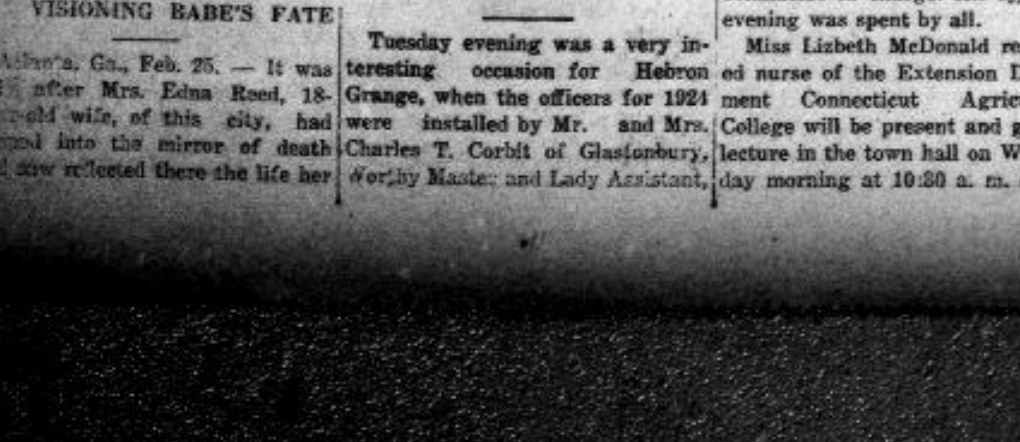 VISIONING BABE'S FATE
Ga., Feb. 25. — It was
after Mrs. Edna Reed, 18-
old wife, of this city, had
into the mirror of death
saw reflected there the life her
Tuesday evening was a very in-
teresting occasion for Hebron
Grange, when the officers for 1924
were installed by Mr. and Mrs.
Charles T. Corbit of Glastonbury,
Worthy Master and Lady Assistant,
evening was spent by all.
Miss Lizbeth McDonald re
ed nurse of the Extension D
ment Connecticut Agric
College will be present and g
lecture in the town hall on W
day morning at 10:30 a. m.